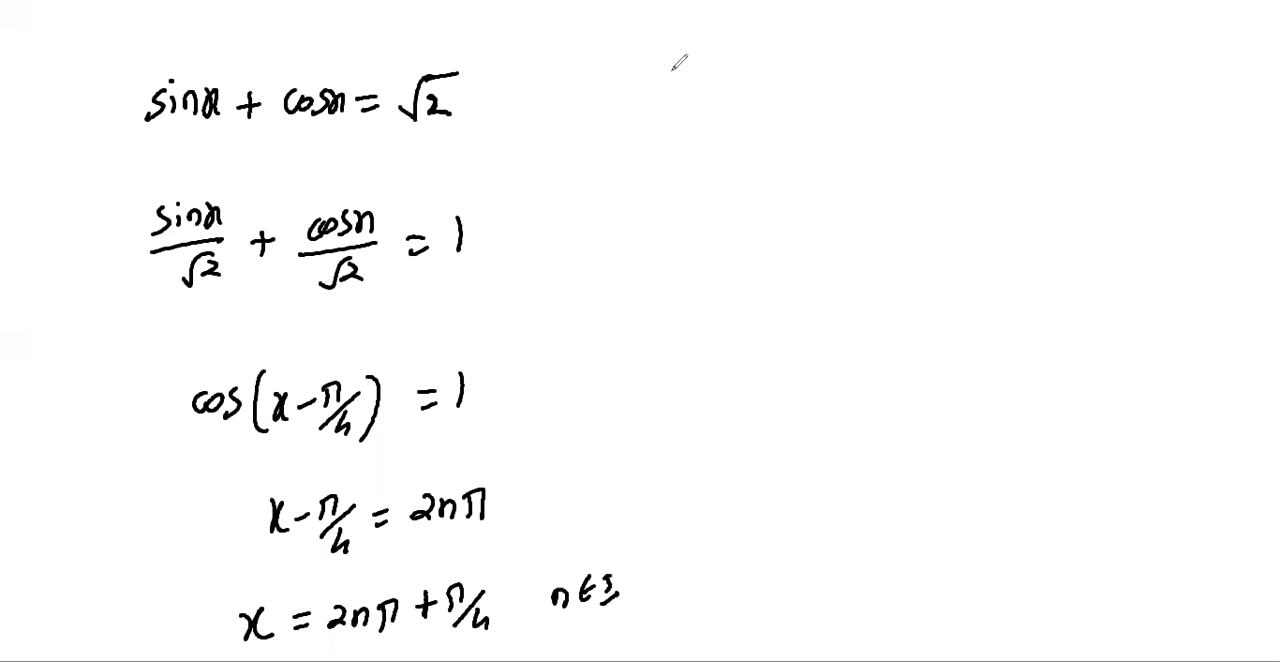 sinx + cosx = √2
sinx/√2 + cosx/√2 = 1
cos(x - π/4) = 1
x - π/4 = 2nπ
x = 2nπ + π/4 n ∈ I